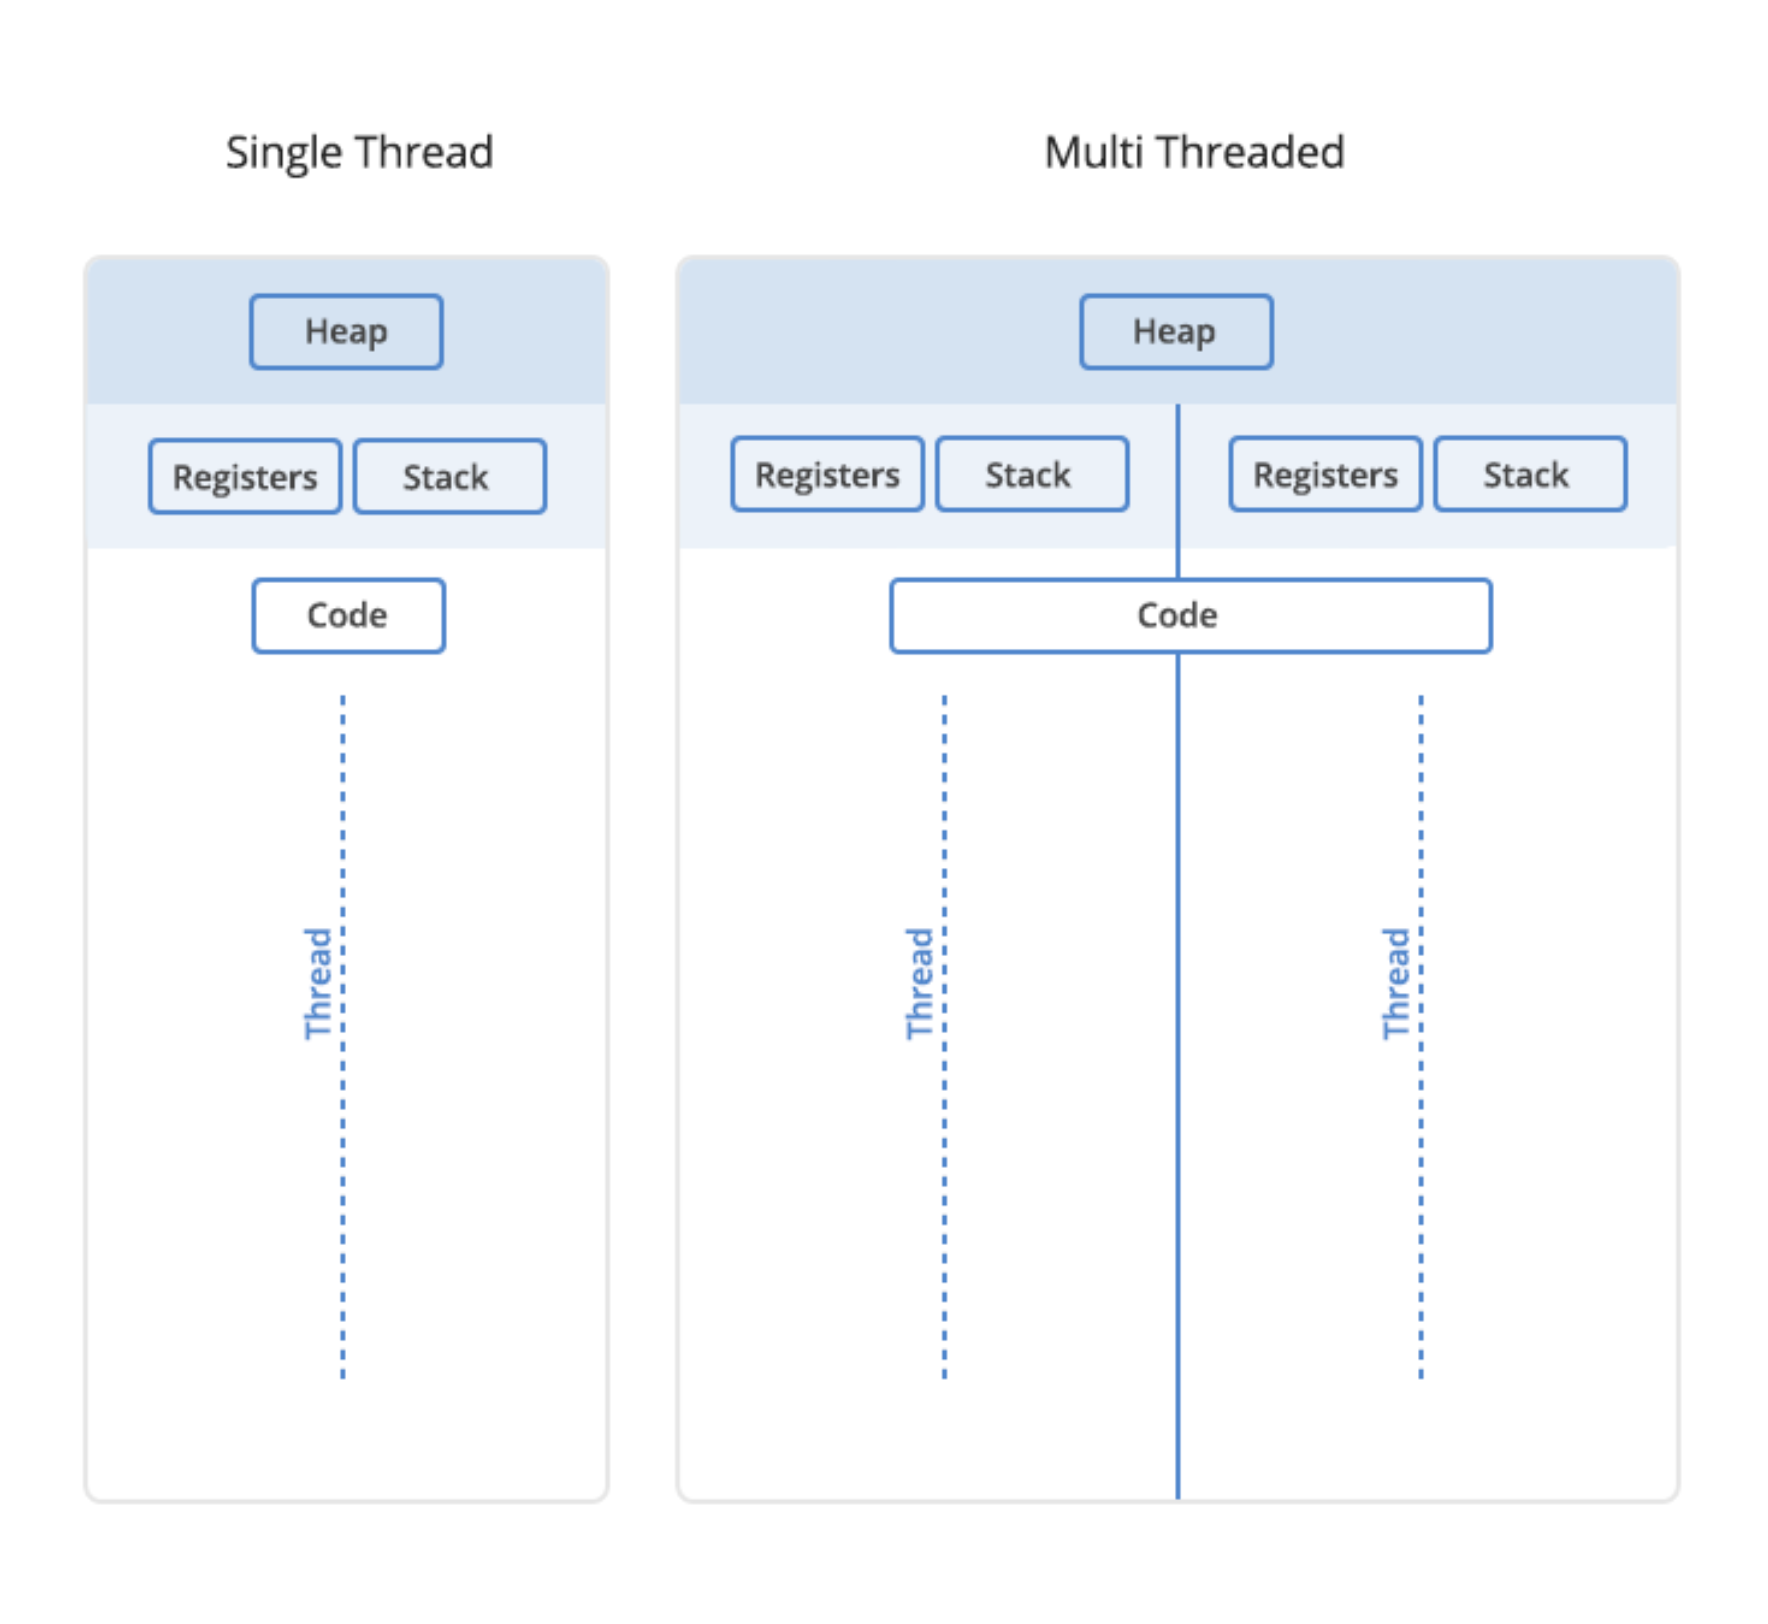 Single Thread
Multi Threaded
Heap
Registers
Stack
Code
Thread
Heap
Registers
Stack
Registers
Stack
Code
Thread
Thread